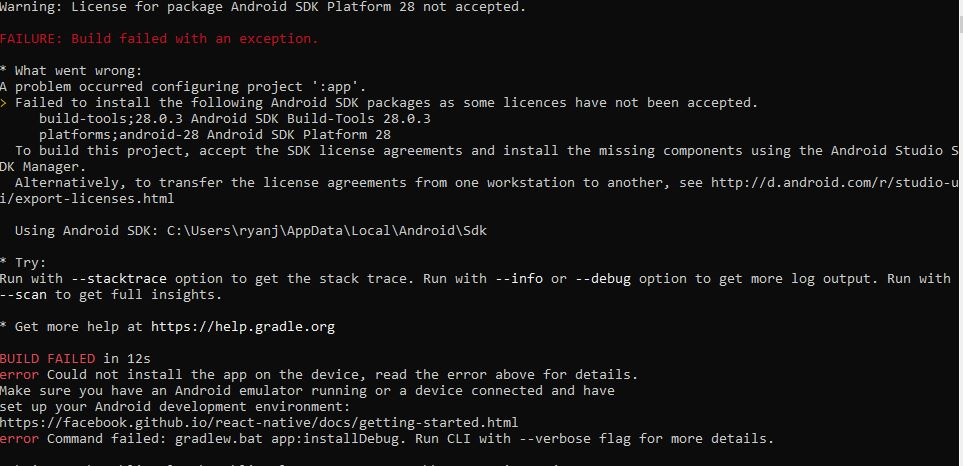 Warning: License for package Android SDK Platform 28 not accepted.
FAILURE: Build failed with an exception.
* What went wrong:
A problem occurred configuring project ':app'.
> Failed to install the following Android SDK packages as some licences have not been accepted.
build-tools;28.0.3 Android SDK Build-Tools 28.0.3
platforms;android-28 Android SDK Platform 28
To build this project, accept the SDK license agreements and install the missing components using the Android Studio S
DK Manager.
Alternatively, to transfer the license agreements from one workstation to another, see http://d.android.com/r/studio-u
i/export-licenses.html
Using Android SDK: C:\Users\ryanj\AppData\Local\Android\Sdk
* Try:
Run with --stacktrace option to get the stack trace. Run with --info or --debug option to get more log output. Run with
--scan to get full insights.
* Get more help at https://help.gradle.org
BUILD FAILED in 12s
error Could not install the app on the device, read the error above for details.
Make sure you have an Android emulator running or a device connected and have
set up your Android development environment:
https://facebook.github.io/react-native/docs/getting-started.html
error Command failed: gradlew.bat app:installDebug. Run CLI with --verbose flag for more details.